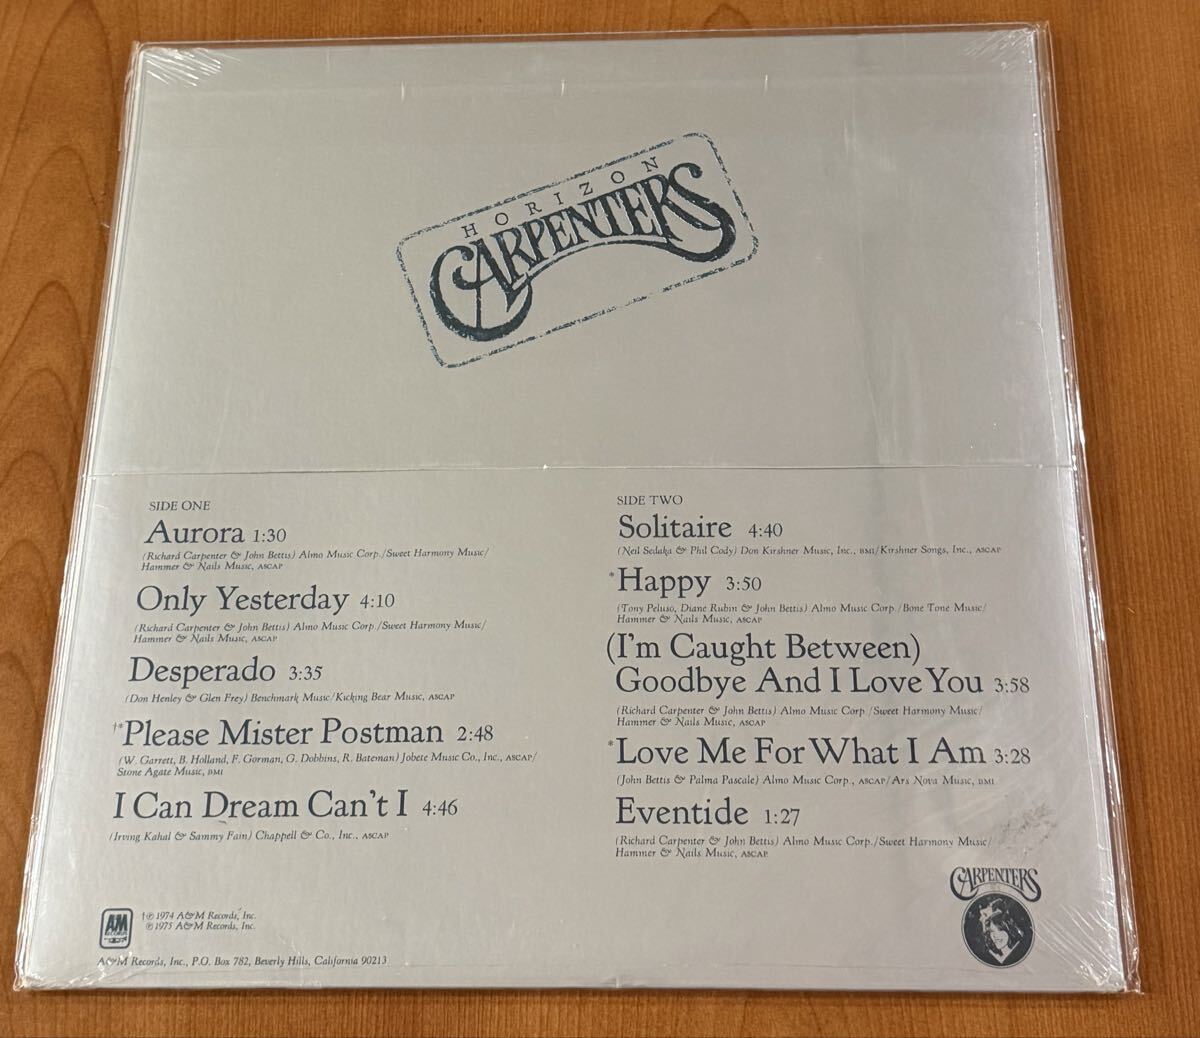 HORIZON
CARPENTERS
SIDE ONE
Aurora 1:30
(Richard Carpenter & John Bettis) Almo Music Corp./Sweet Harmony Music/
Hammer & Nails Music, ASCAP
Only Yesterday 4:10
(Richard Carpenter & John Bettis) Almo Music Corp./Sweet Harmony Music/
Hammer & Nails Music, ASCAP
Desperado 3:35
(Don Henley & Glen Frey) Benchmark Music/Kicking Bear Music, ASCAP
†*Please Mister Postman 2:48
(W. Garrett, B. Holland, F. Gorman, G. Dobbins, R. Bateman) Jobete Music Co., Inc., ASCAP/
Stone Agate Music, BMI
I Can Dream Can't I 4:46
(Irving Kahal & Sammy Fain) Chappell & Co., Inc., ASCAP
SIDE TWO
Solitaire 4:40
(Neil Sedaka & Phil Cody) Don Kirshner Music, Inc., BMI/Kirshner Songs, Inc., ASCAP
*Happy 3:50
(Tony Peluso, Diane Rubin & John Bettis) Almo Music Corp./Bone Tone Music/
Hammer & Nails Music, ASCAP
(I'm Caught Between)
Goodbye And I Love You 3:58
(Richard Carpenter & John Bettis) Almo Music Corp./Sweet Harmony Music/
Hammer & Nails Music, ASCAP
*Love Me For What I Am 3:28
(John Bettis & Palma Pascale) Almo Music Corp., ASCAP/Ars Nova Music, BMI
Eventide 1:27
(Richard Carpenter & John Bettis) Almo Music Corp./Sweet Harmony Music/
Hammer & Nails Music, ASCAP
CARPENTERS
AM
RECORDS
†℗ 1974 A&M Records, Inc.
℗ 1975 A&M Records, Inc.
A&M Records, Inc., P.O. Box 782, Beverly Hills, California 90213